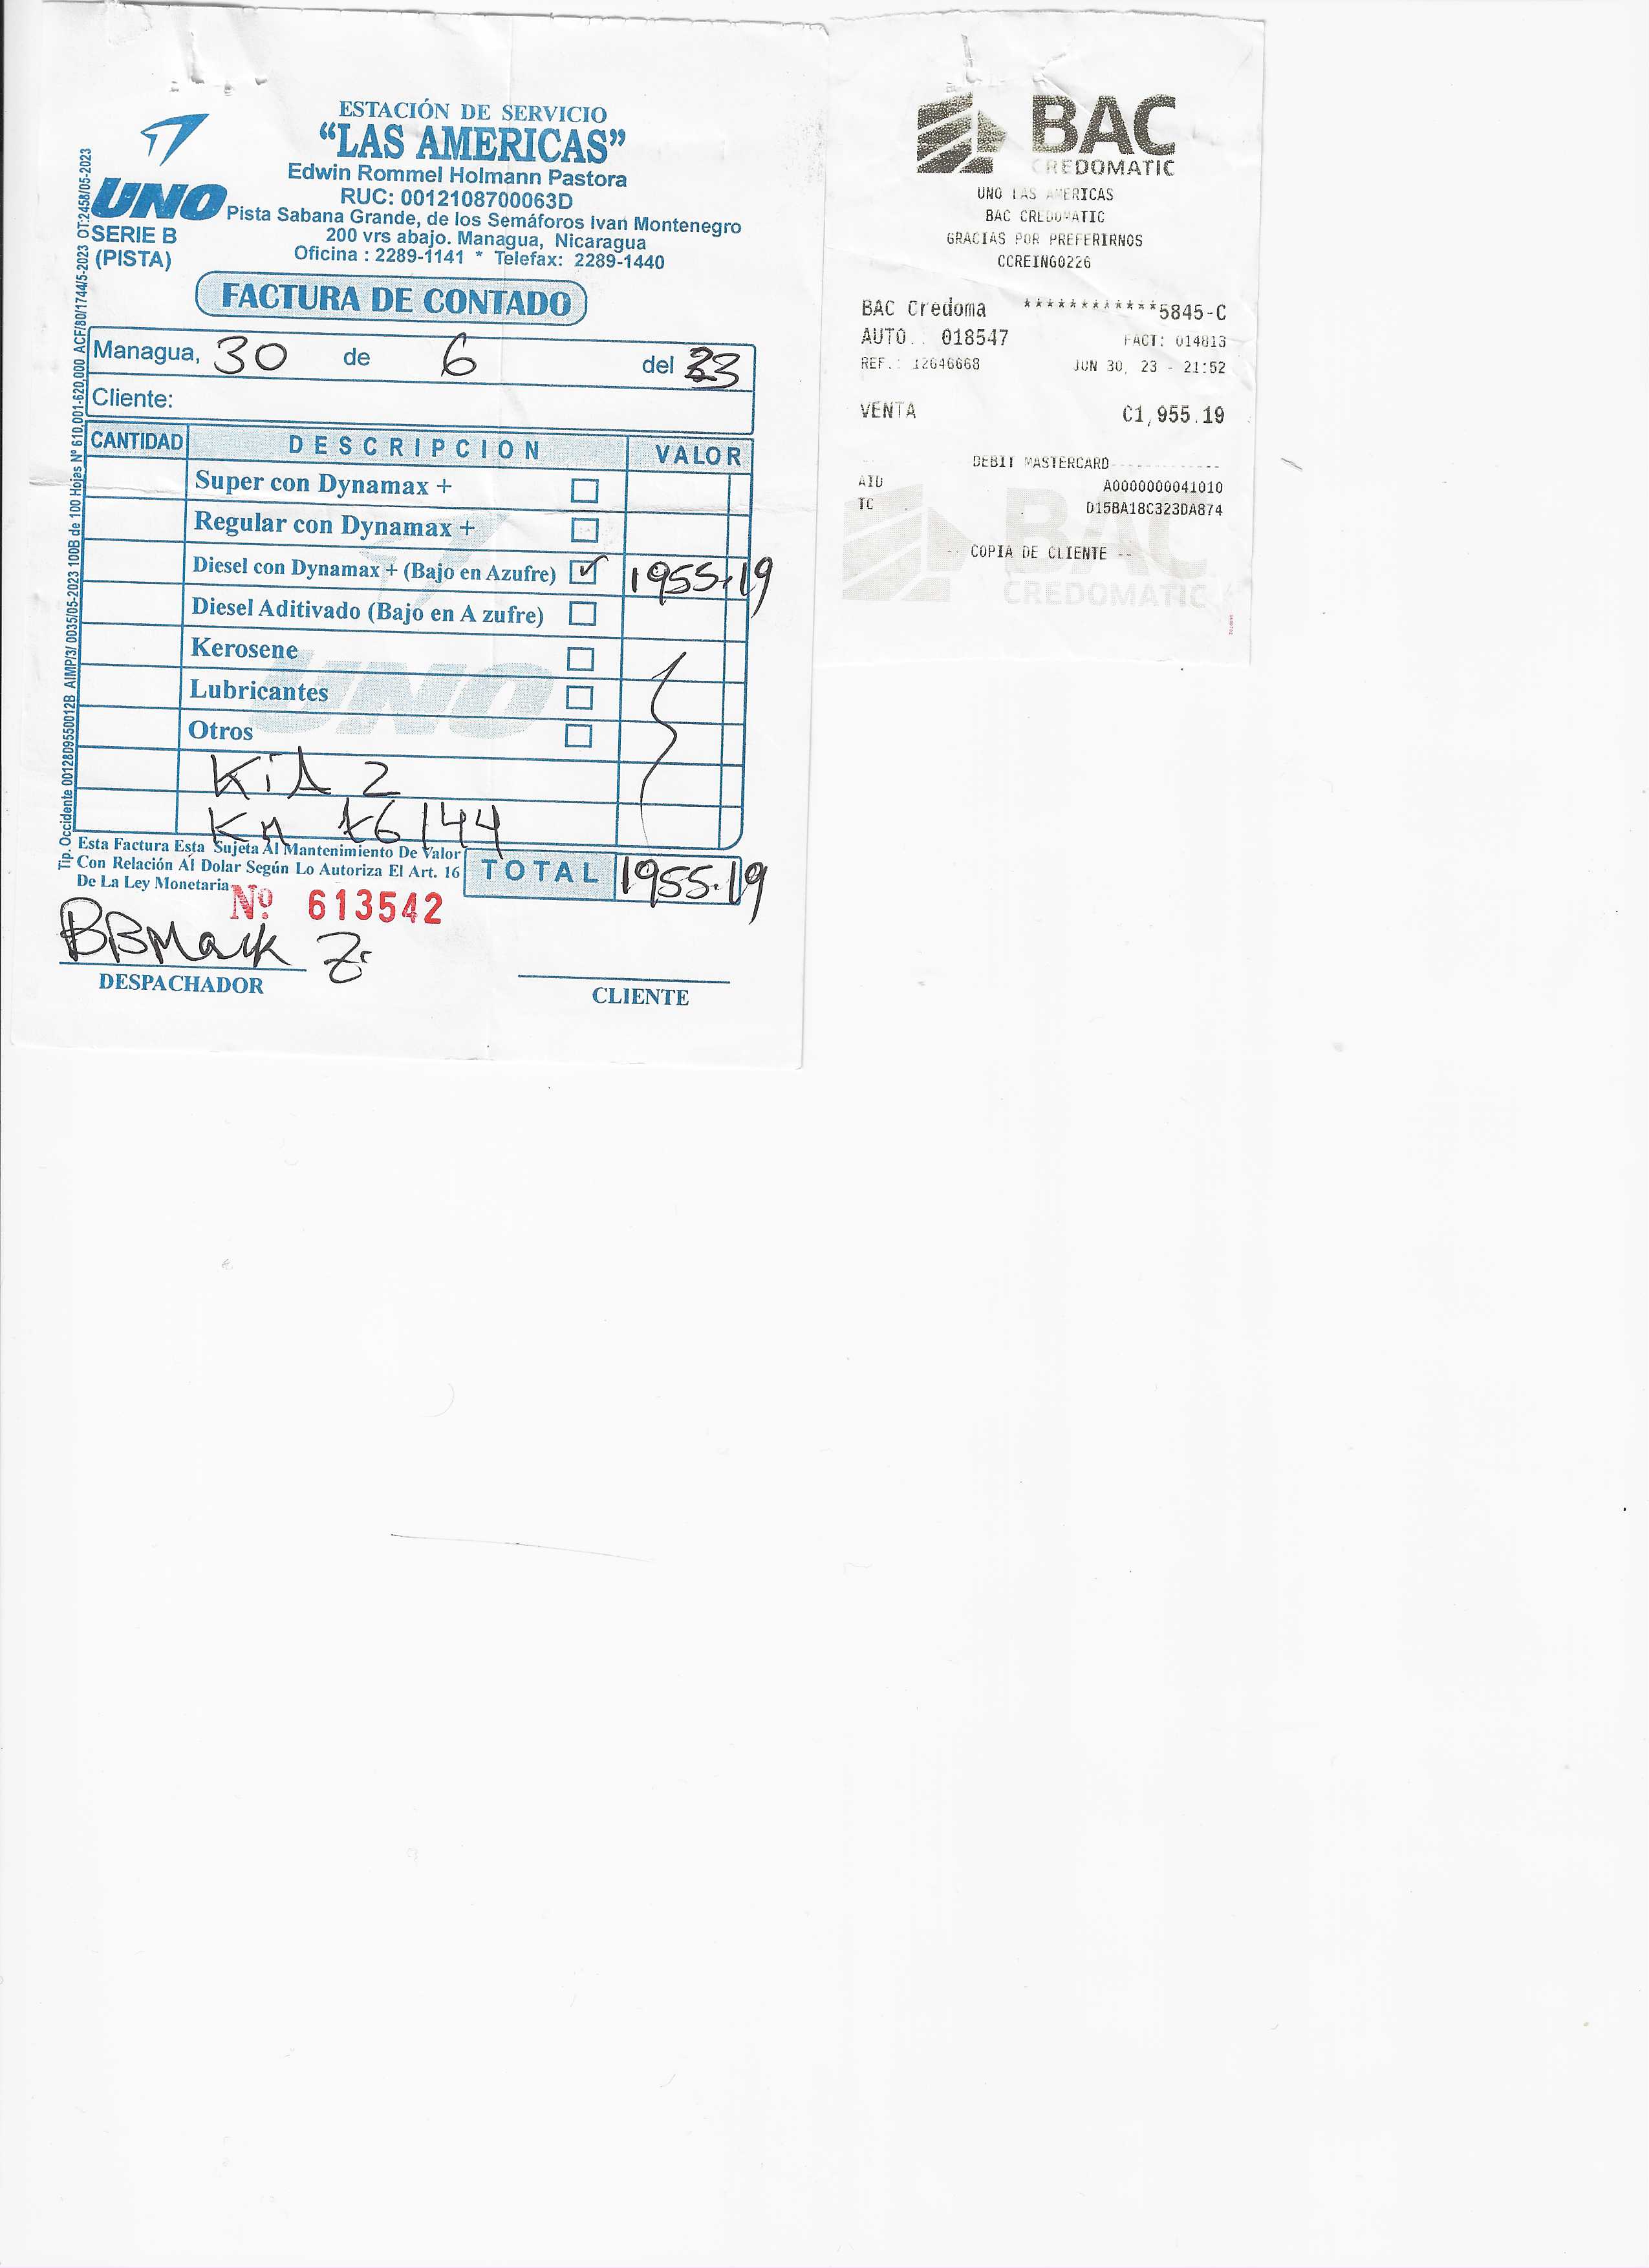 ESTACIÓN DE SERVICIO
“LAS AMERICAS”
Edwin Rommel Holmann Pastora
RUC: 0012108700063D
Pista Sabana Grande, de los Semáforos Ivan Montenegro
200 vrs abajo. Managua, Nicaragua
Oficina : 2289-1141 * Telefax: 2289-1440
UNO
SERIE B
(PISTA)
FACTURA DE CONTADO
Managua, 30 de 6 del 23
Cliente:
CANTIDAD DESCRIPCION VALOR
Super con Dynamax +
Regular con Dynamax +
Diesel con Dynamax + (Bajo en Azufre) ✓ 1955.19
Diesel Aditivado (Bajo en A zufre)
Kerosene
Lubricantes
Otros
KiA 2
144
Esta Factura Esta Sujeta Al Mantenimiento De Valor
Con Relación Al Dolar Según Lo Autoriza El Art. 16
De La Ley Monetaria
TOTAL 1955.19
Nº 613542
BBMark
DESPACHADOR
CLIENTE
Tip. Occidente 0012809550012B AIMP/3/ 0035/05-2023 100B de 100 Hojas Nº 610,001-620,000 ACF/80/1744/5-2023 OT:2458/05-2023
UNO
BAC
CREDOMATIC
UNO LAS AMERICAS
BAC CREDOMATIC
GRACIAS POR PREFERIRNOS
CCREING0226
BAC Credoma ************5845-C
AUTO.: 018547 FACT: 014813
REF.: 12646668 JUN 30, 23 - 21:52
VENTA C1,955.19
DEBIT MASTERCARD
AID A0000000041010
TC D15BA18C323DA874
-- COPIA DE CLIENTE --
BAC
CREDOMATIC